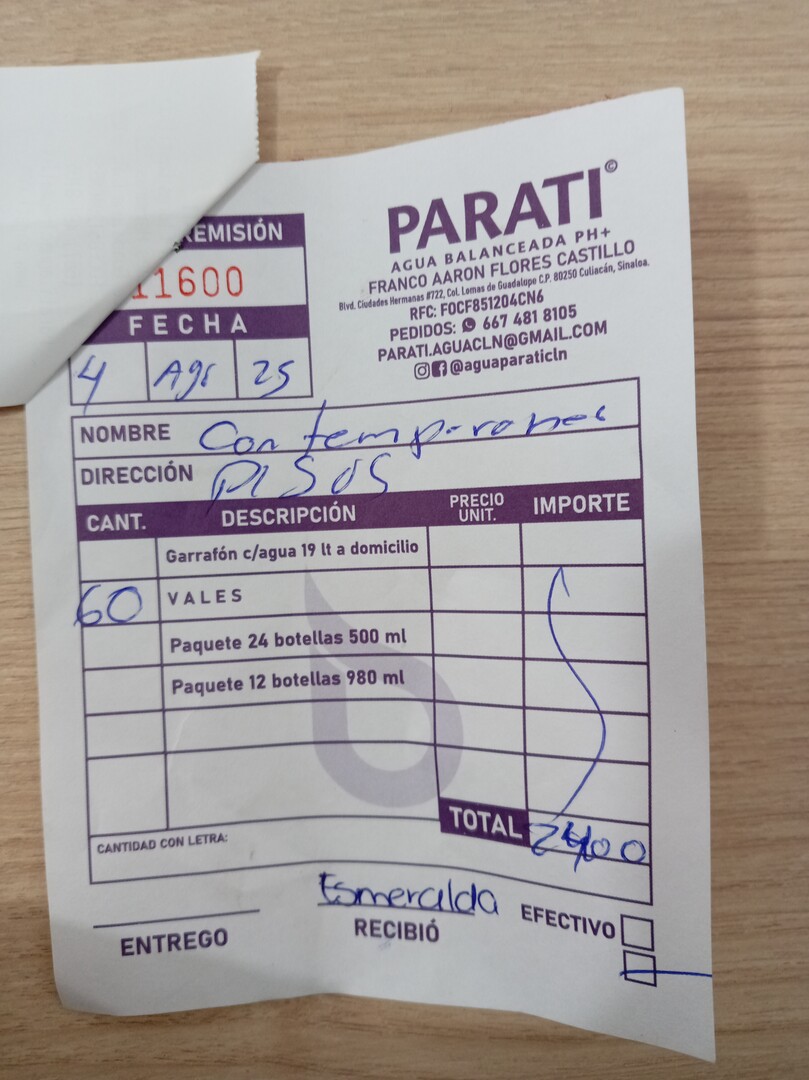 REMISIÓN
11600
FECHA
4 Ago 25
PARATI©
AGUA BALANCEADA PH+
FRANCO AARON FLORES CASTILLO
Blvd. Ciudades Hermanas #722, Col. Lomas de Guadalupe C.P. 80250 Culiacán, Sinaloa.
RFC: FOCF851204CN6
PEDIDOS: 667 481 8105
PARATI.AGUACLN@GMAIL.COM
@aguaparaticln
NOMBRE Contemporanea
DIRECCIÓN PISOS
CANT. DESCRIPCIÓN PRECIO UNIT. IMPORTE
Garrafón c/agua 19 lt a domicilio
60 VALES
Paquete 24 botellas 500 ml
Paquete 12 botellas 980 ml
TOTAL 2400
CANTIDAD CON LETRA:
Esmeralda
ENTREGO RECIBIÓ EFECTIVO